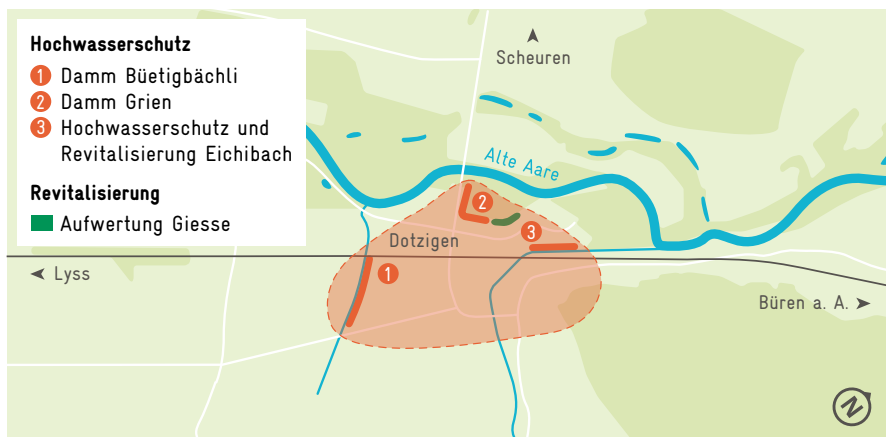 Hochwasserschutz
1 Damm Büetigbächli
2 Damm Grien
3 Hochwasserschutz und
Revitalisierung Eichibach
Revitalisierung
Aufwertung Giesse
Scheuren
Alte Aare
2
3
Dotzigen
1
Lyss
Büren a. A.
N